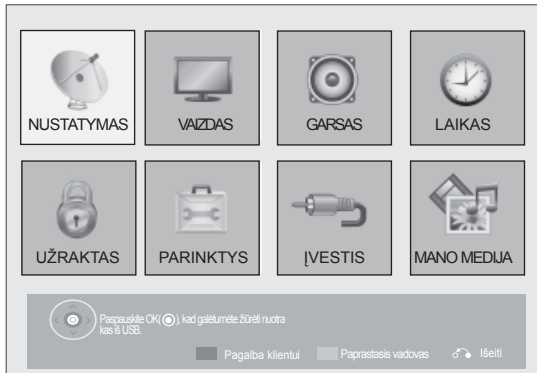 NUSTATYMAS VAIZDAS GARSAS LAIKAS
UŽRAKTAS PARINKTYS ĮVESTIS MANO MEDIJA
Paspauskite OK( ), kad galėtumėte žiūrėti nuotra
kas iš USB.
Pagalba klientui Paprastasis vadovas Išeiti